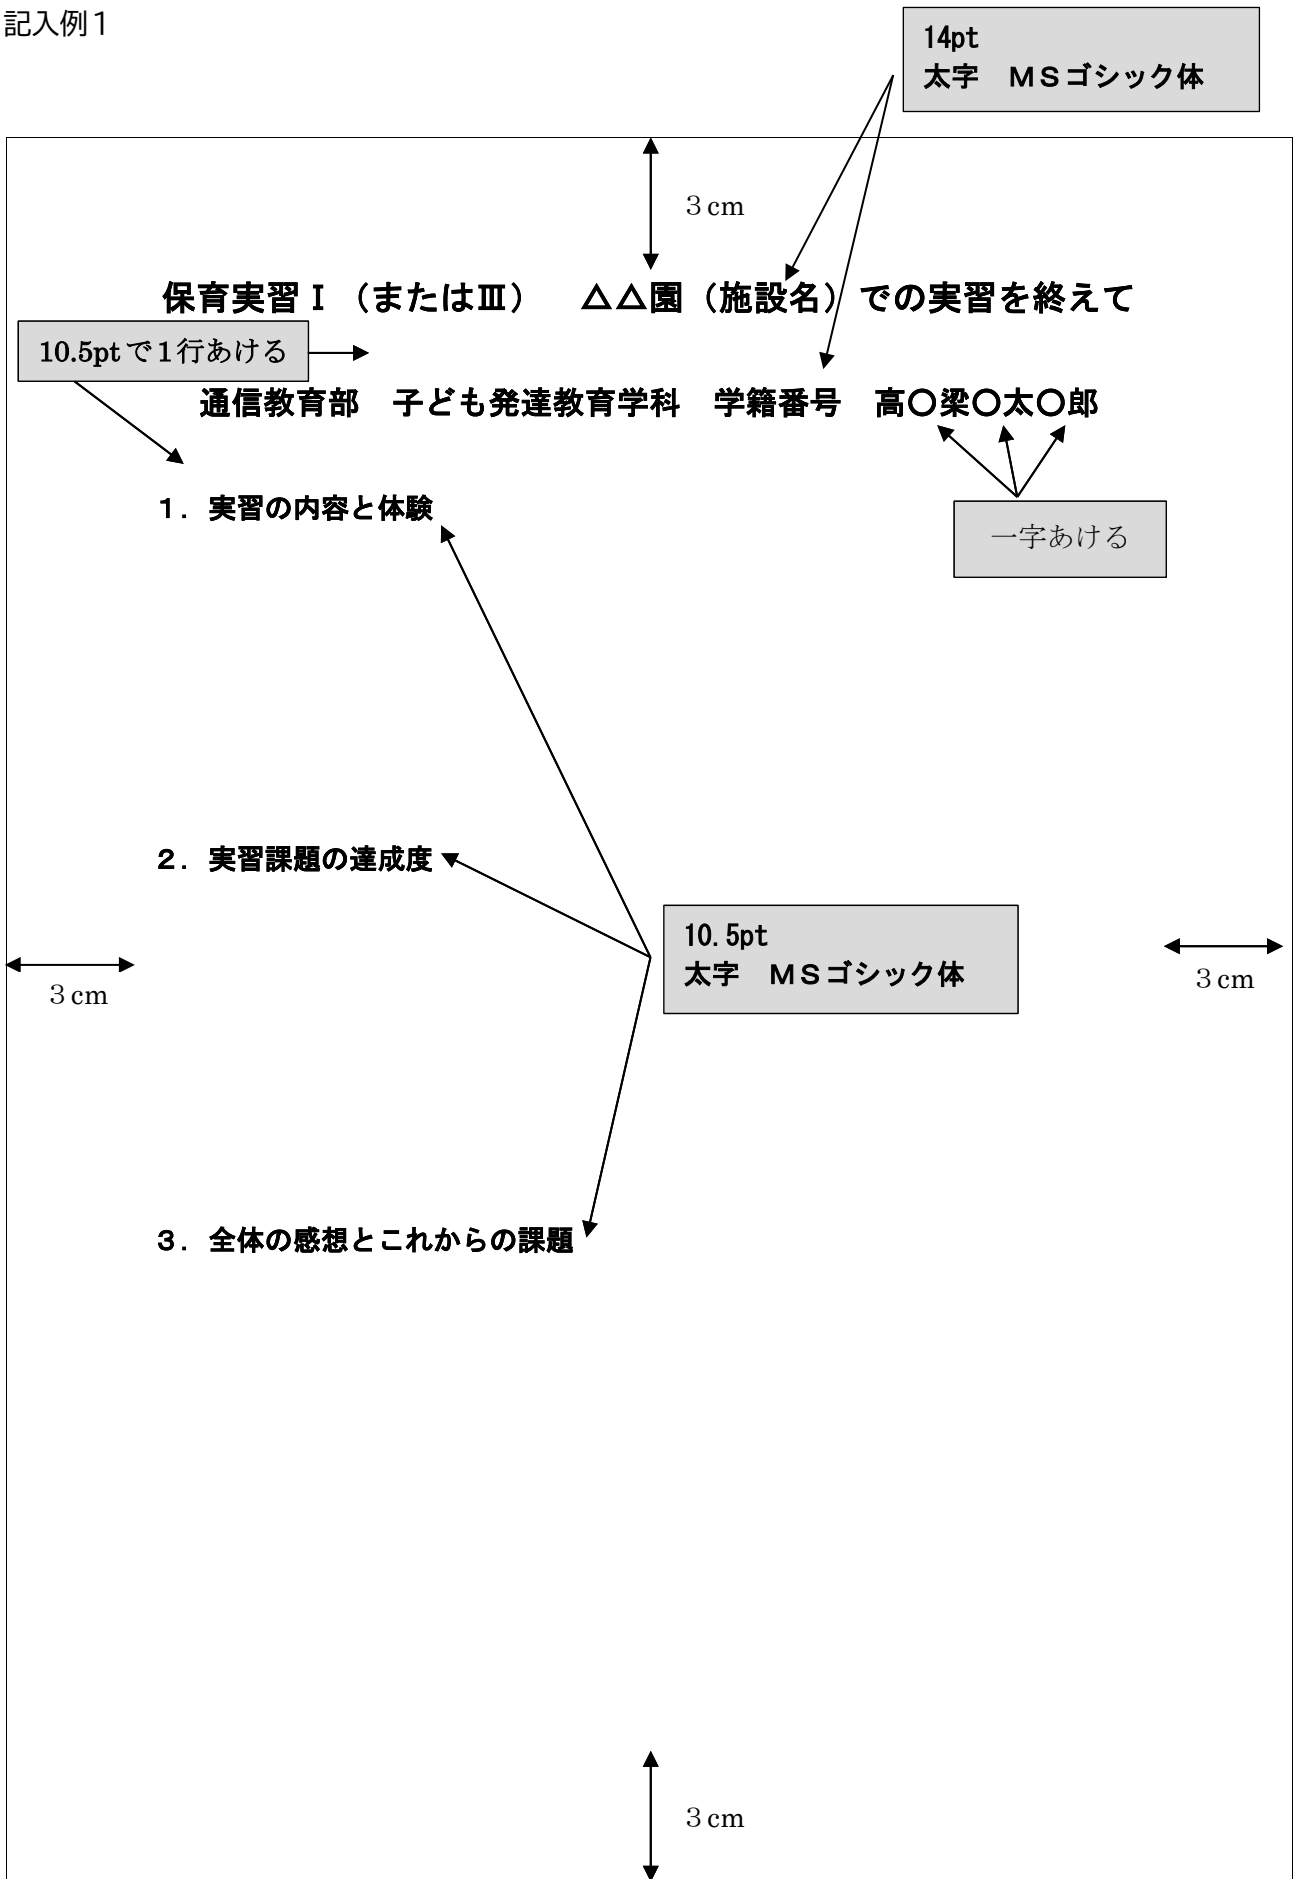 記入例１
14pt
太字　ＭＳゴシック体
３cm
保育実習Ⅰ（またはⅢ）　△△園（施設名）での実習を終えて
10.5ptで１行あける
通信教育部　子ども発達教育学科　学籍番号　高○梁○太○郎
１．実習の内容と体験
一字あける
２．実習課題の達成度
10.5pt
太字　ＭＳゴシック体
３cm
３cm
３．全体の感想とこれからの課題
３cm